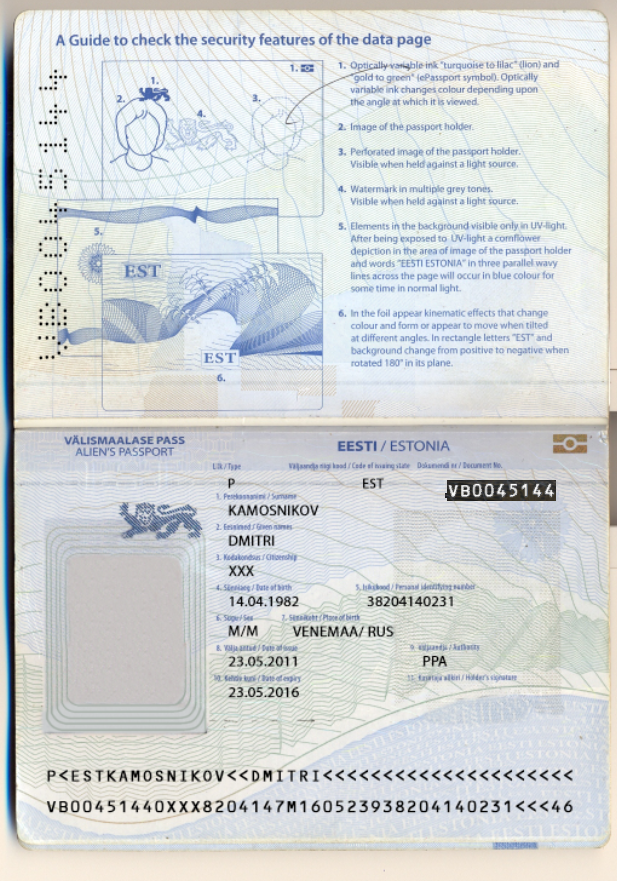 A Guide to check the security features of the data page
1.
1.
2.
3.
4.
5.
EST
EST
6.
1. Optically variable ink "turquoise to lilac" (lion) and
"gold to green" (ePassport symbol). Optically
variable ink changes colour depending upon
the angle at which it is viewed.
2. Image of the passport holder.
3. Perforated image of the passport holder.
Visible when held against a light source.
4. Watermark in multiple grey tones.
Visible when held against a light source.
5. Elements in the background visible only in UV-light.
After being exposed to UV-light a cornflower
depiction in the area of image of the passport holder
and words "EESTI ESTONIA" in three parallel wavy
lines across the page will occur in blue colour for
some time in normal light.
6. In the foil appear kinematic effects that change
colour and form or appear to move when tilted
at different angles. In rectangle letters "EST" and
background change from positive to negative when
rotated 180° in its plane.
VÄLISMAALASE PASS
ALIEN'S PASSPORT
EESTI / ESTONIA
Liik / Type Väljaandja riigi kood / Code of issuing state Dokumendi nr / Document No.
P EST VB0045144
1. Perekonnanimi / Surname
KAMOSNIKOV
2. Eesnimed / Given names
DMITRI
3. Kodakondsus / Citizenship
XXX
4. Sünniaeg / Date of birth 5. Isikukood / Personal identifying number
14.04.1982 38204140231
6. Sugu / Sex 7. Sünnikoht / Place of birth
M/M VENEMAA/ RUS
8. Välja antud / Date of issue 9. Väljaandja / Authority
23.05.2011 PPA
10. Kehtiv kuni / Date of expiry 11. Kasutaja allkiri / Holder's signature
23.05.2016
P<ESTKAMOSNIKOV<<DMITRI<<<<<<<<<<<<<<<<<<<<<
VB00451440XXX8204147M160523938204140231<<<46